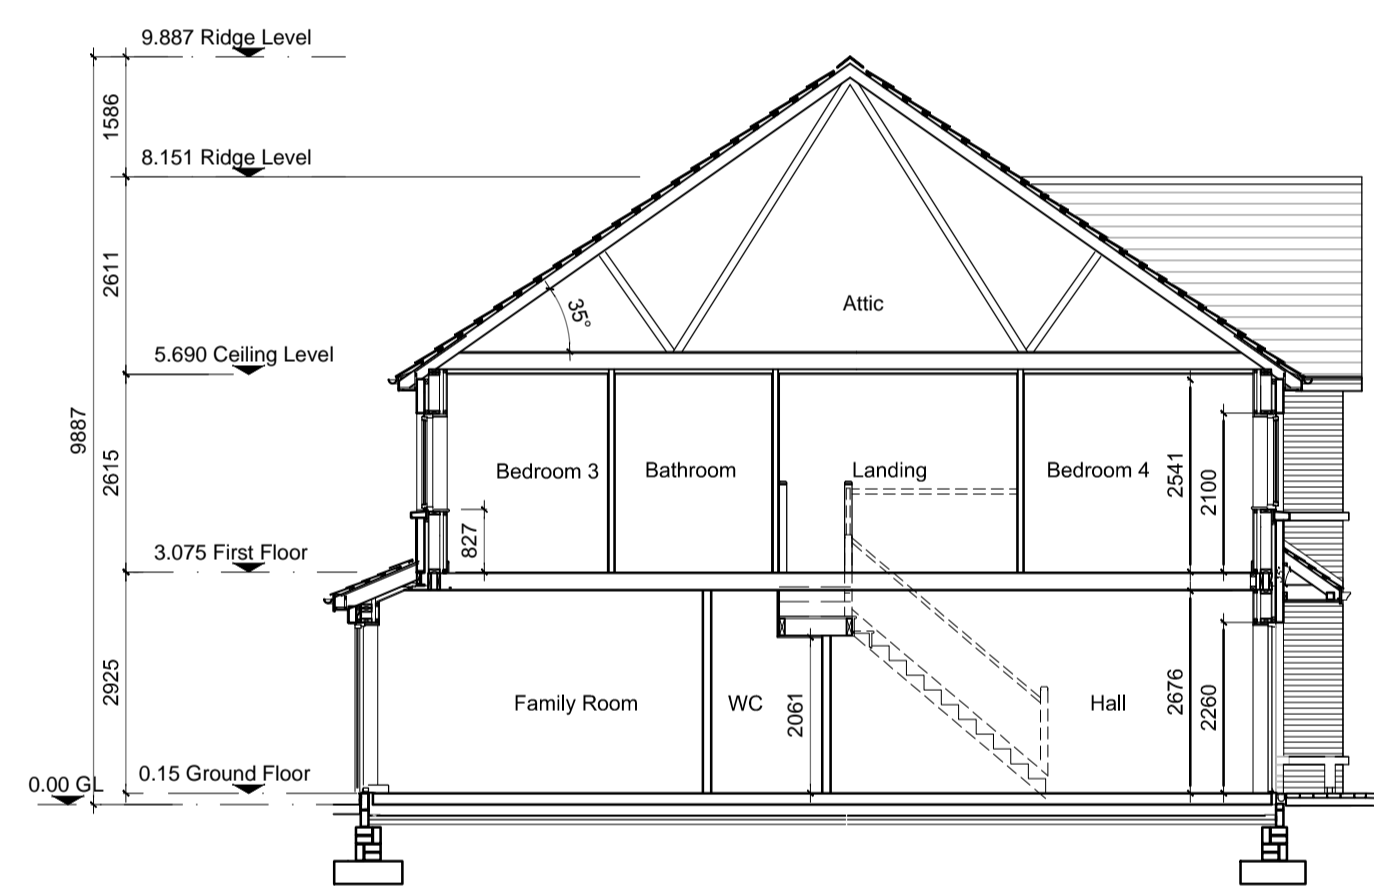 9.887 Ridge Level
1586
8.151 Ridge Level
2611
35°
Attic
5.690 Ceiling Level
9887
2615
Bedroom 3
Bathroom
Landing
Bedroom 4
2541
2100
827
3.075 First Floor
2925
Family Room
WC
2061
Hall
2676
2260
0.15 Ground Floor
0.00 GL